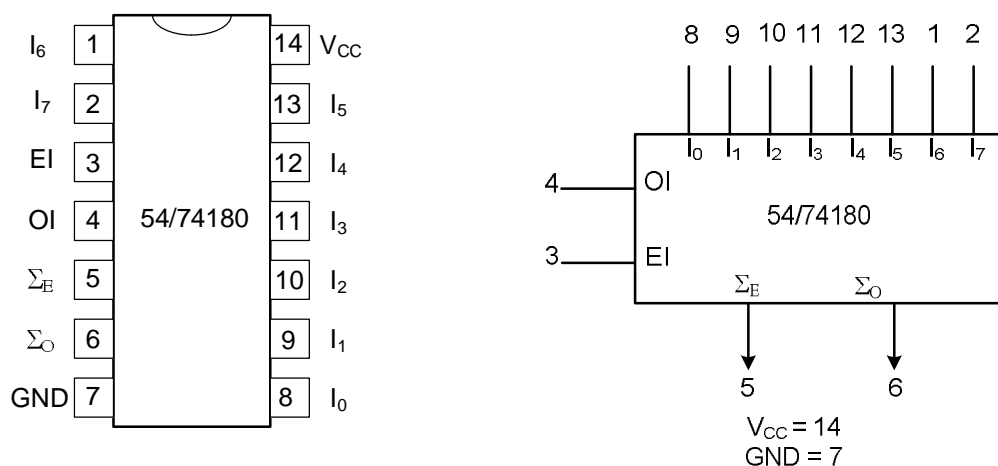 I6 1 14 VCC
I7 2 13 I5
EI 3 12 I4
OI 4 54/74180 11 I3
ΣE 5 10 I2
ΣO 6 9 I1
GND 7 8 I0
8 9 10 11 12 13 1 2
I0 I1 I2 I3 I4 I5 I6 I7
4 OI
54/74180
3 EI
ΣE ΣO
5 6
VCC = 14
GND = 7